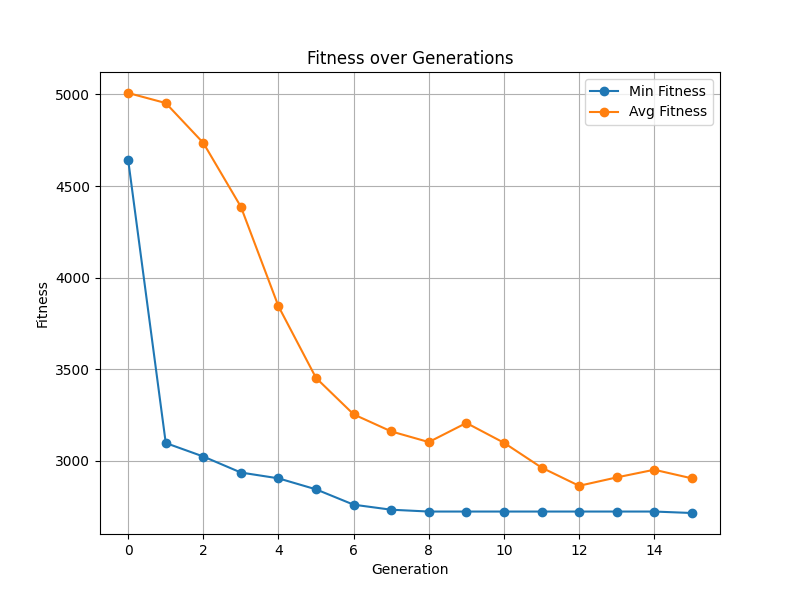 Fitness over Generations
Min Fitness
Avg Fitness
5000
4500
4000
3500
3000
Fitness
0 2 4 6 8 10 12 14
Generation